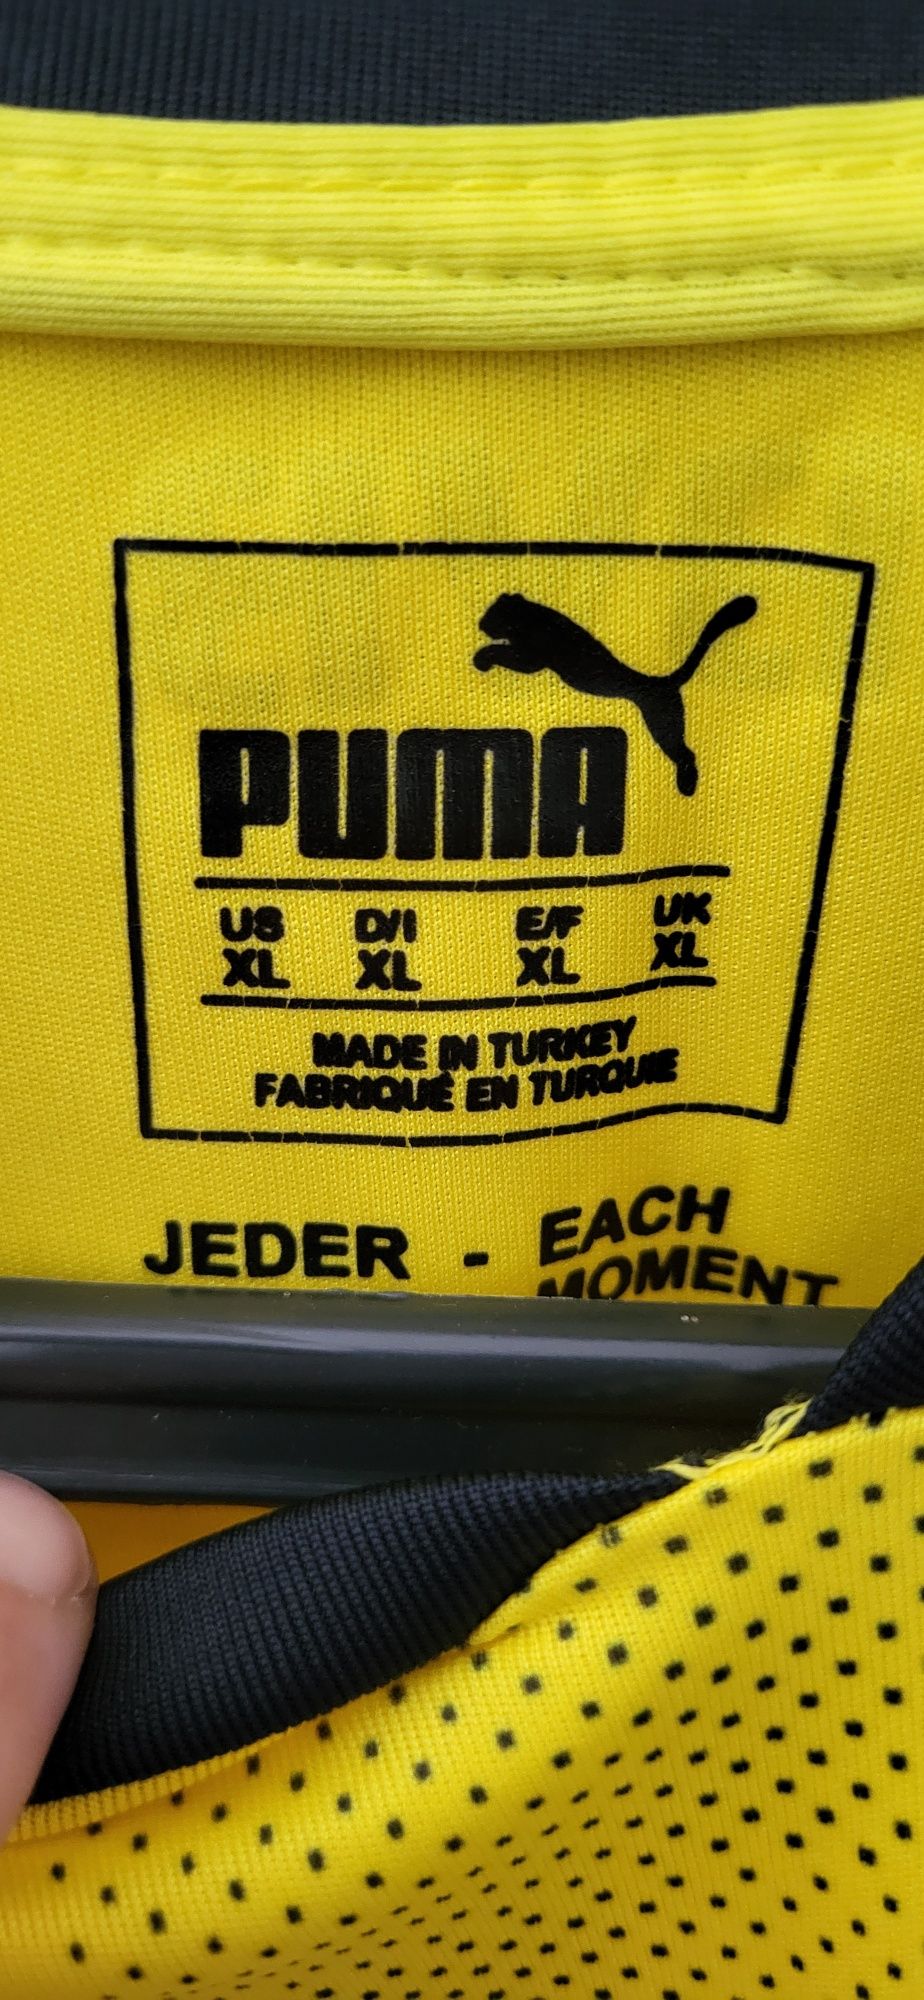 PUMA
US D/I E/F UK
XL XL XL XL
MADE IN TURKEY
FABRIQUÉ EN TURQUIE
JEDER - EACH
MOMENT